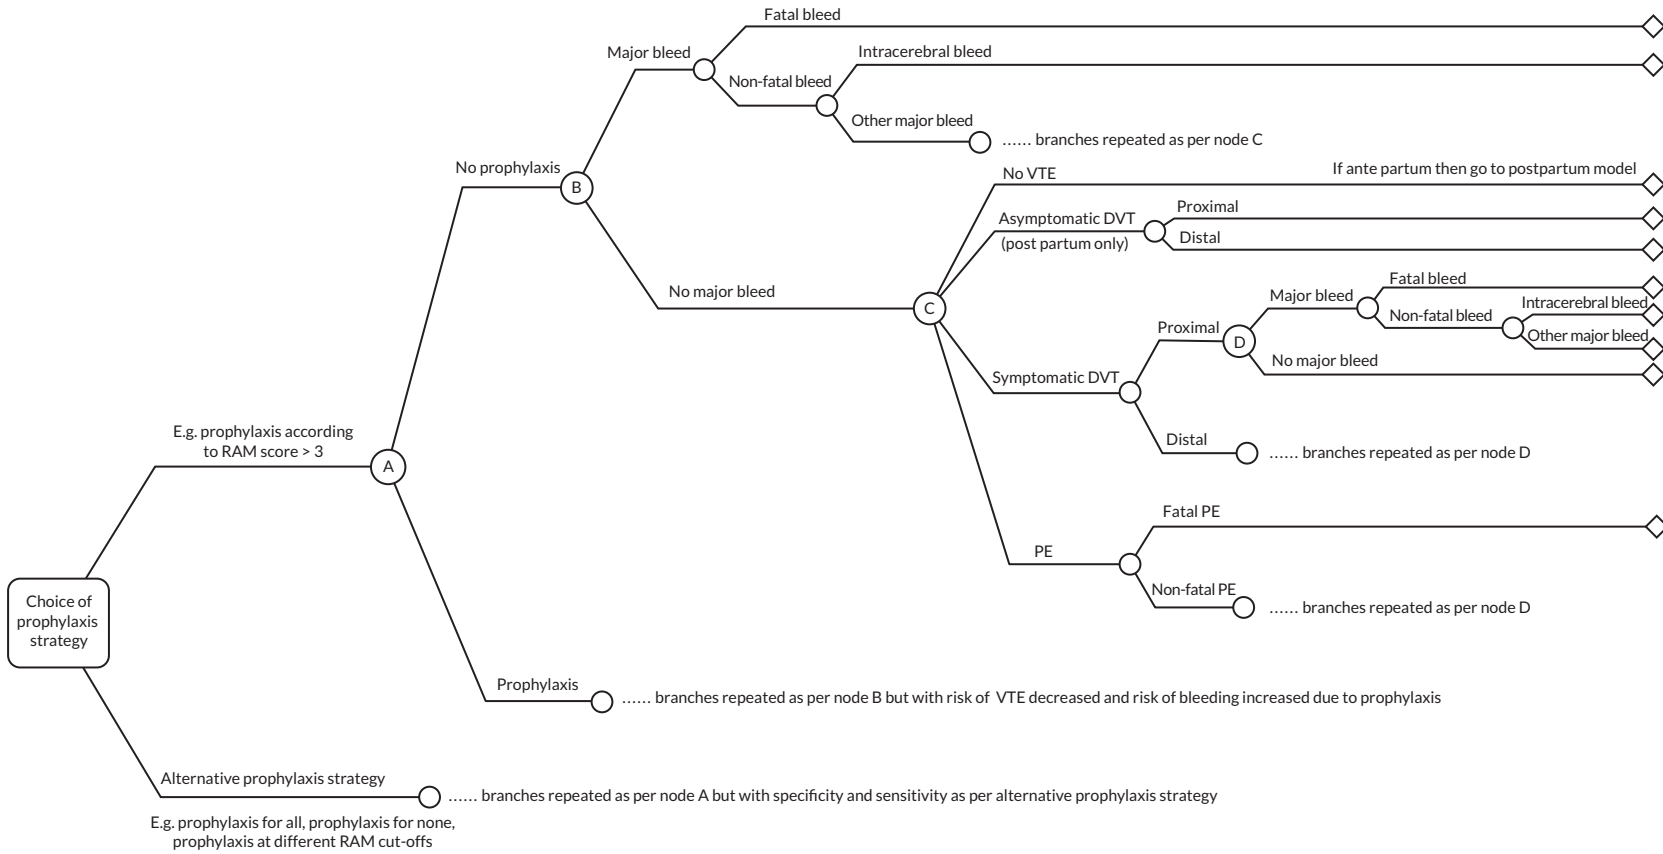 Fatal bleed
Major bleed
Intracerebral bleed
Non-fatal bleed
Other major bleed
...... branches repeated as per node C
No prophylaxis
B
No VTE
If ante partum then go to postpartum model
Asymptomatic DVT
(post partum only)
Proximal
Distal
No major bleed
C
Fatal bleed
Major bleed
Intracerebral bleed
Non-fatal bleed
Other major bleed
Proximal
D
No major bleed
Symptomatic DVT
Distal
...... branches repeated as per node D
E.g. prophylaxis according
to RAM score > 3
A
Fatal PE
PE
Non-fatal PE
...... branches repeated as per node D
Choice of
prophylaxis
strategy
Prophylaxis
...... branches repeated as per node B but with risk of VTE decreased and risk of bleeding increased due to prophylaxis
Alternative prophylaxis strategy
...... branches repeated as per node A but with specificity and sensitivity as per alternative prophylaxis strategy
E.g. prophylaxis for all, prophylaxis for none,
prophylaxis at different RAM cut-offs